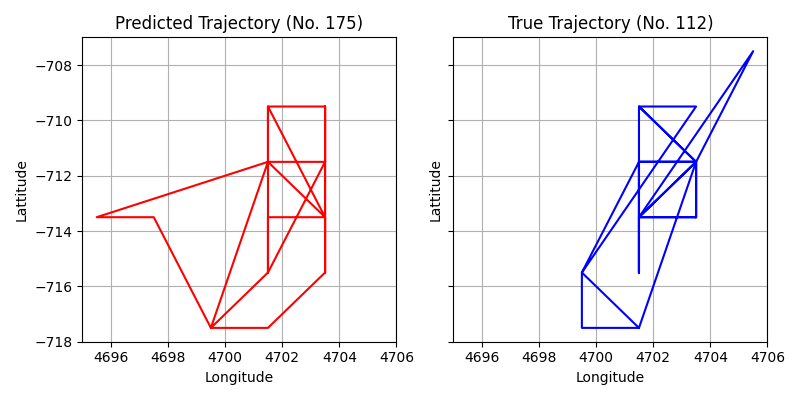 Predicted Trajectory (No. 175)
True Trajectory (No. 112)
Lattitude
−708
−710
−712
−714
−716
−718
4696 4698 4700 4702 4704 4706
Longitude
Lattitude
4696 4698 4700 4702 4704 4706
Longitude